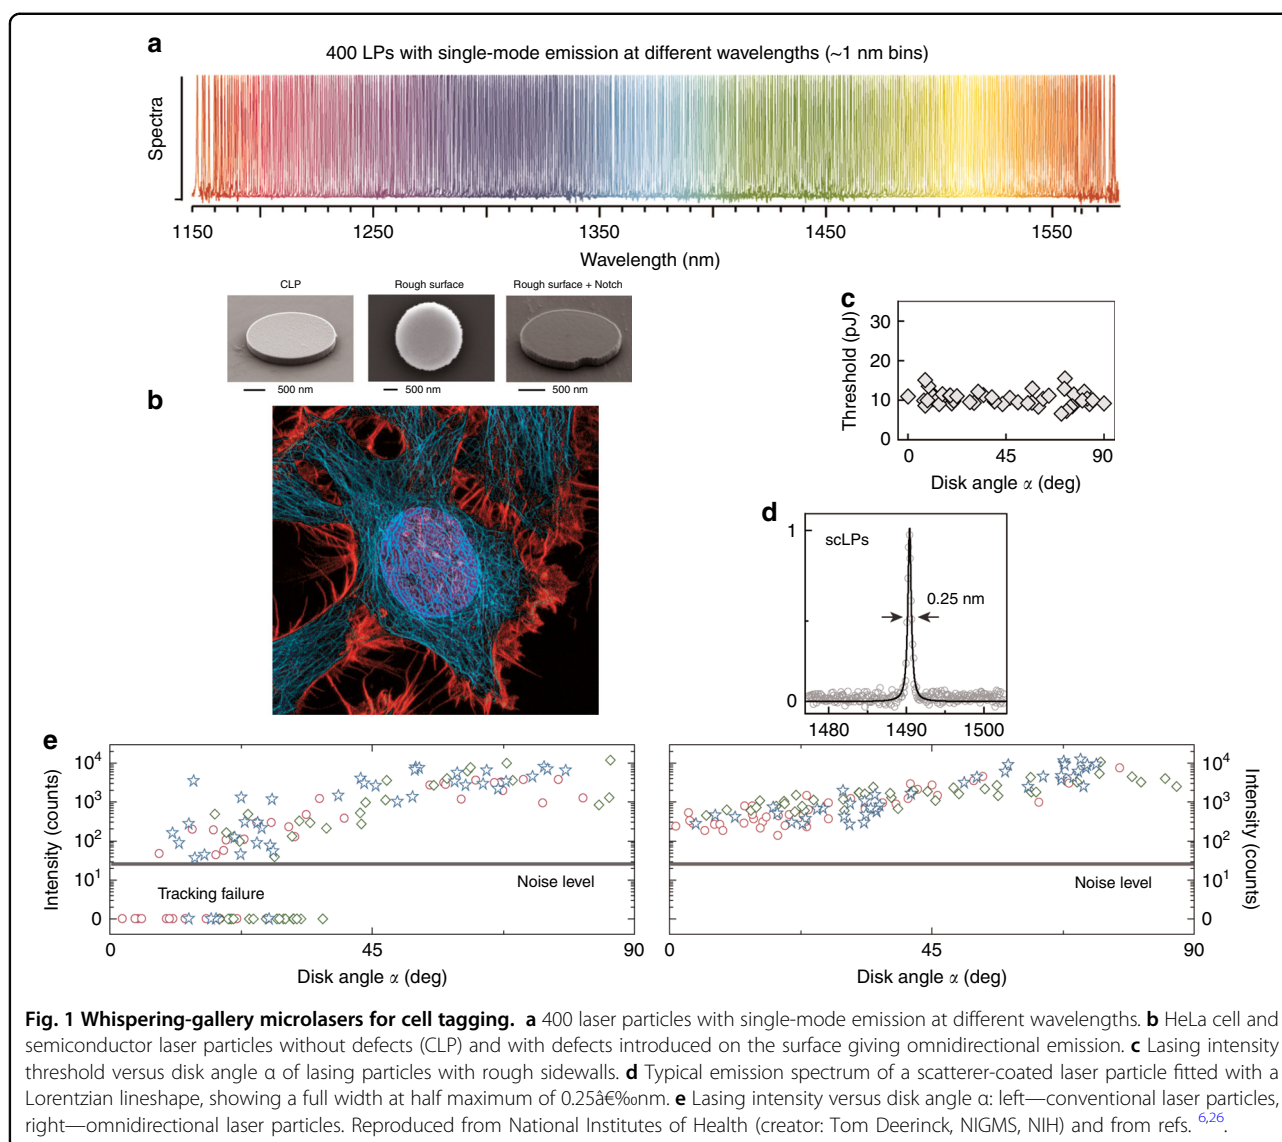 a
400 LPs with single-mode emission at different wavelengths (~1 nm bins)
Spectra
1150 1250 1350 1450 1550
Wavelength (nm)
CLP Rough surface Rough surface + Notch
500 nm 500 nm 500 nm
b
c
Threshold (pJ)
30
20
10
0
0 45 90
Disk angle α (deg)
d
1
scLPs
0.25 nm
0
1480 1490 1500
e
Intensity (counts)
10⁴
10³
10²
10¹
0
Noise level
Tracking failure
0 45 90
Disk angle α (deg)
10⁴
10³
10²
10¹
0
Intensity (counts)
Noise level
0 45 90
Disk angle α (deg)
Fig. 1 Whispering-gallery microlasers for cell tagging. a 400 laser particles with single-mode emission at different wavelengths. b HeLa cell and
semiconductor laser particles without defects (CLP) and with defects introduced on the surface giving omnidirectional emission. c Lasing intensity
threshold versus disk angle α of lasing particles with rough sidewalls. d Typical emission spectrum of a scatterer-coated laser particle fitted with a
Lorentzian lineshape, showing a full width at half maximum of 0.25â€‰nm. e Lasing intensity versus disk angle α: left—conventional laser particles,
right—omnidirectional laser particles. Reproduced from National Institutes of Health (creator: Tom Deerinck, NIGMS, NIH) and from refs. 6,26.